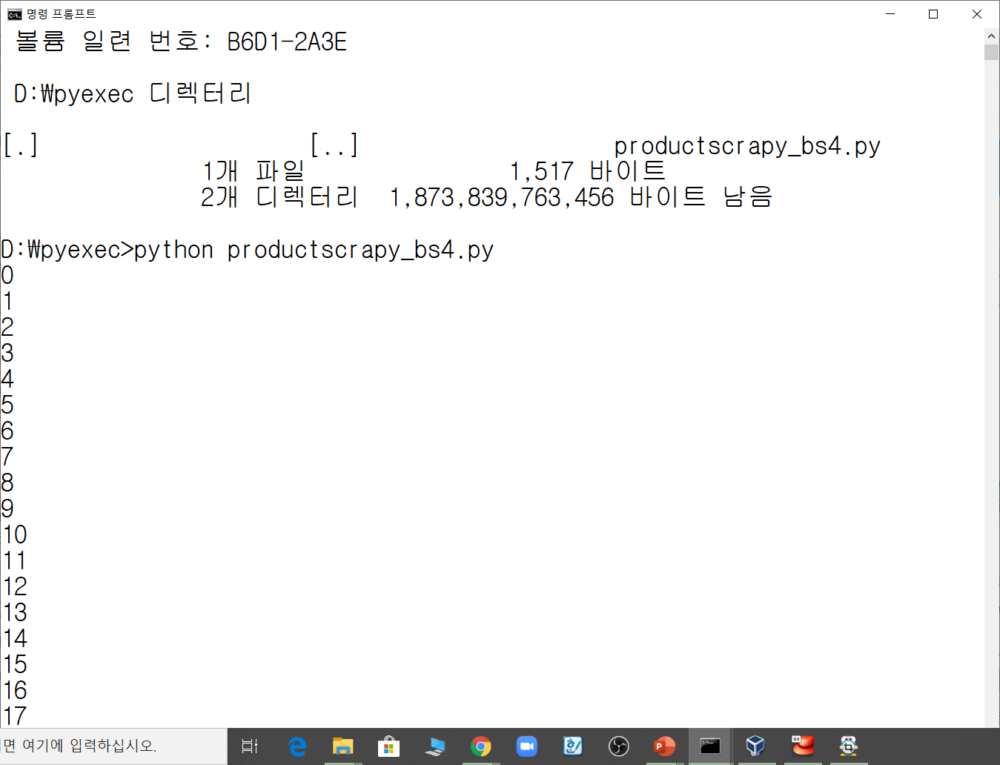 명령 프롬프트
볼륨 일련 번호: B6D1-2A3E
D:₩pyexec 디렉터리
[.] [..] productscrapy_bs4.py
1개 파일 1,517 바이트
2개 디렉터리 1,873,839,763,456 바이트 남음
D:₩pyexec>python productscrapy_bs4.py
0
1
2
3
4
5
6
7
8
9
10
11
12
13
14
15
16
17
면 여기에 입력하십시오.